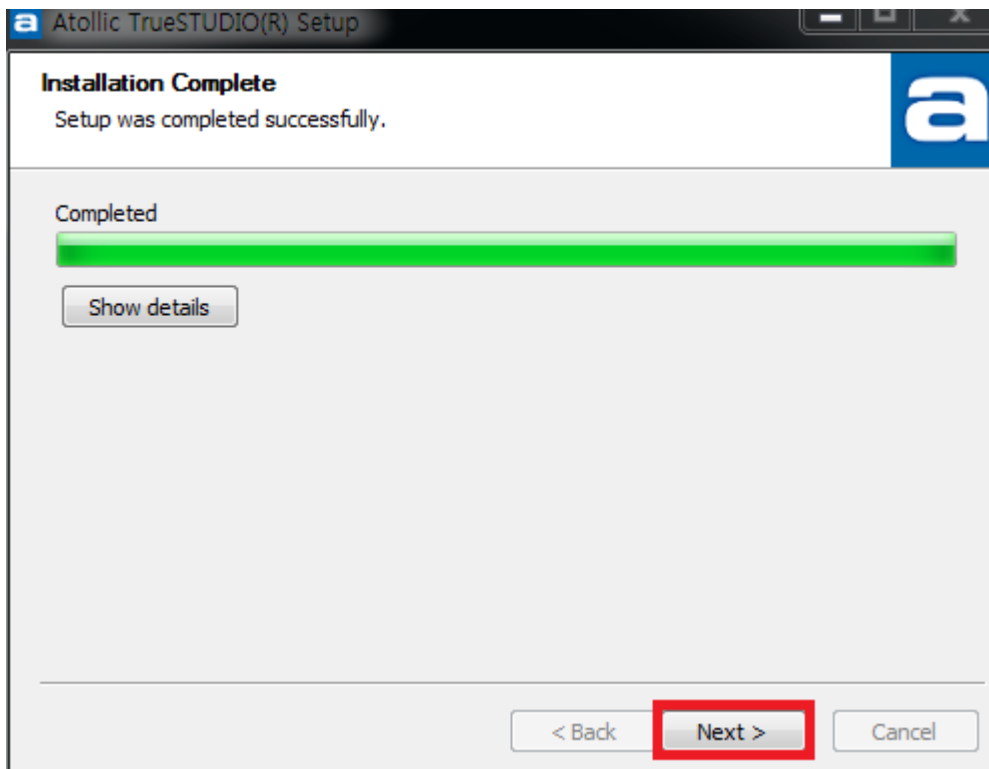 a Atollic TrueSTUDIO(R) Setup
Installation Complete
Setup was completed successfully.
a
Completed
Show details
< Back Next > Cancel